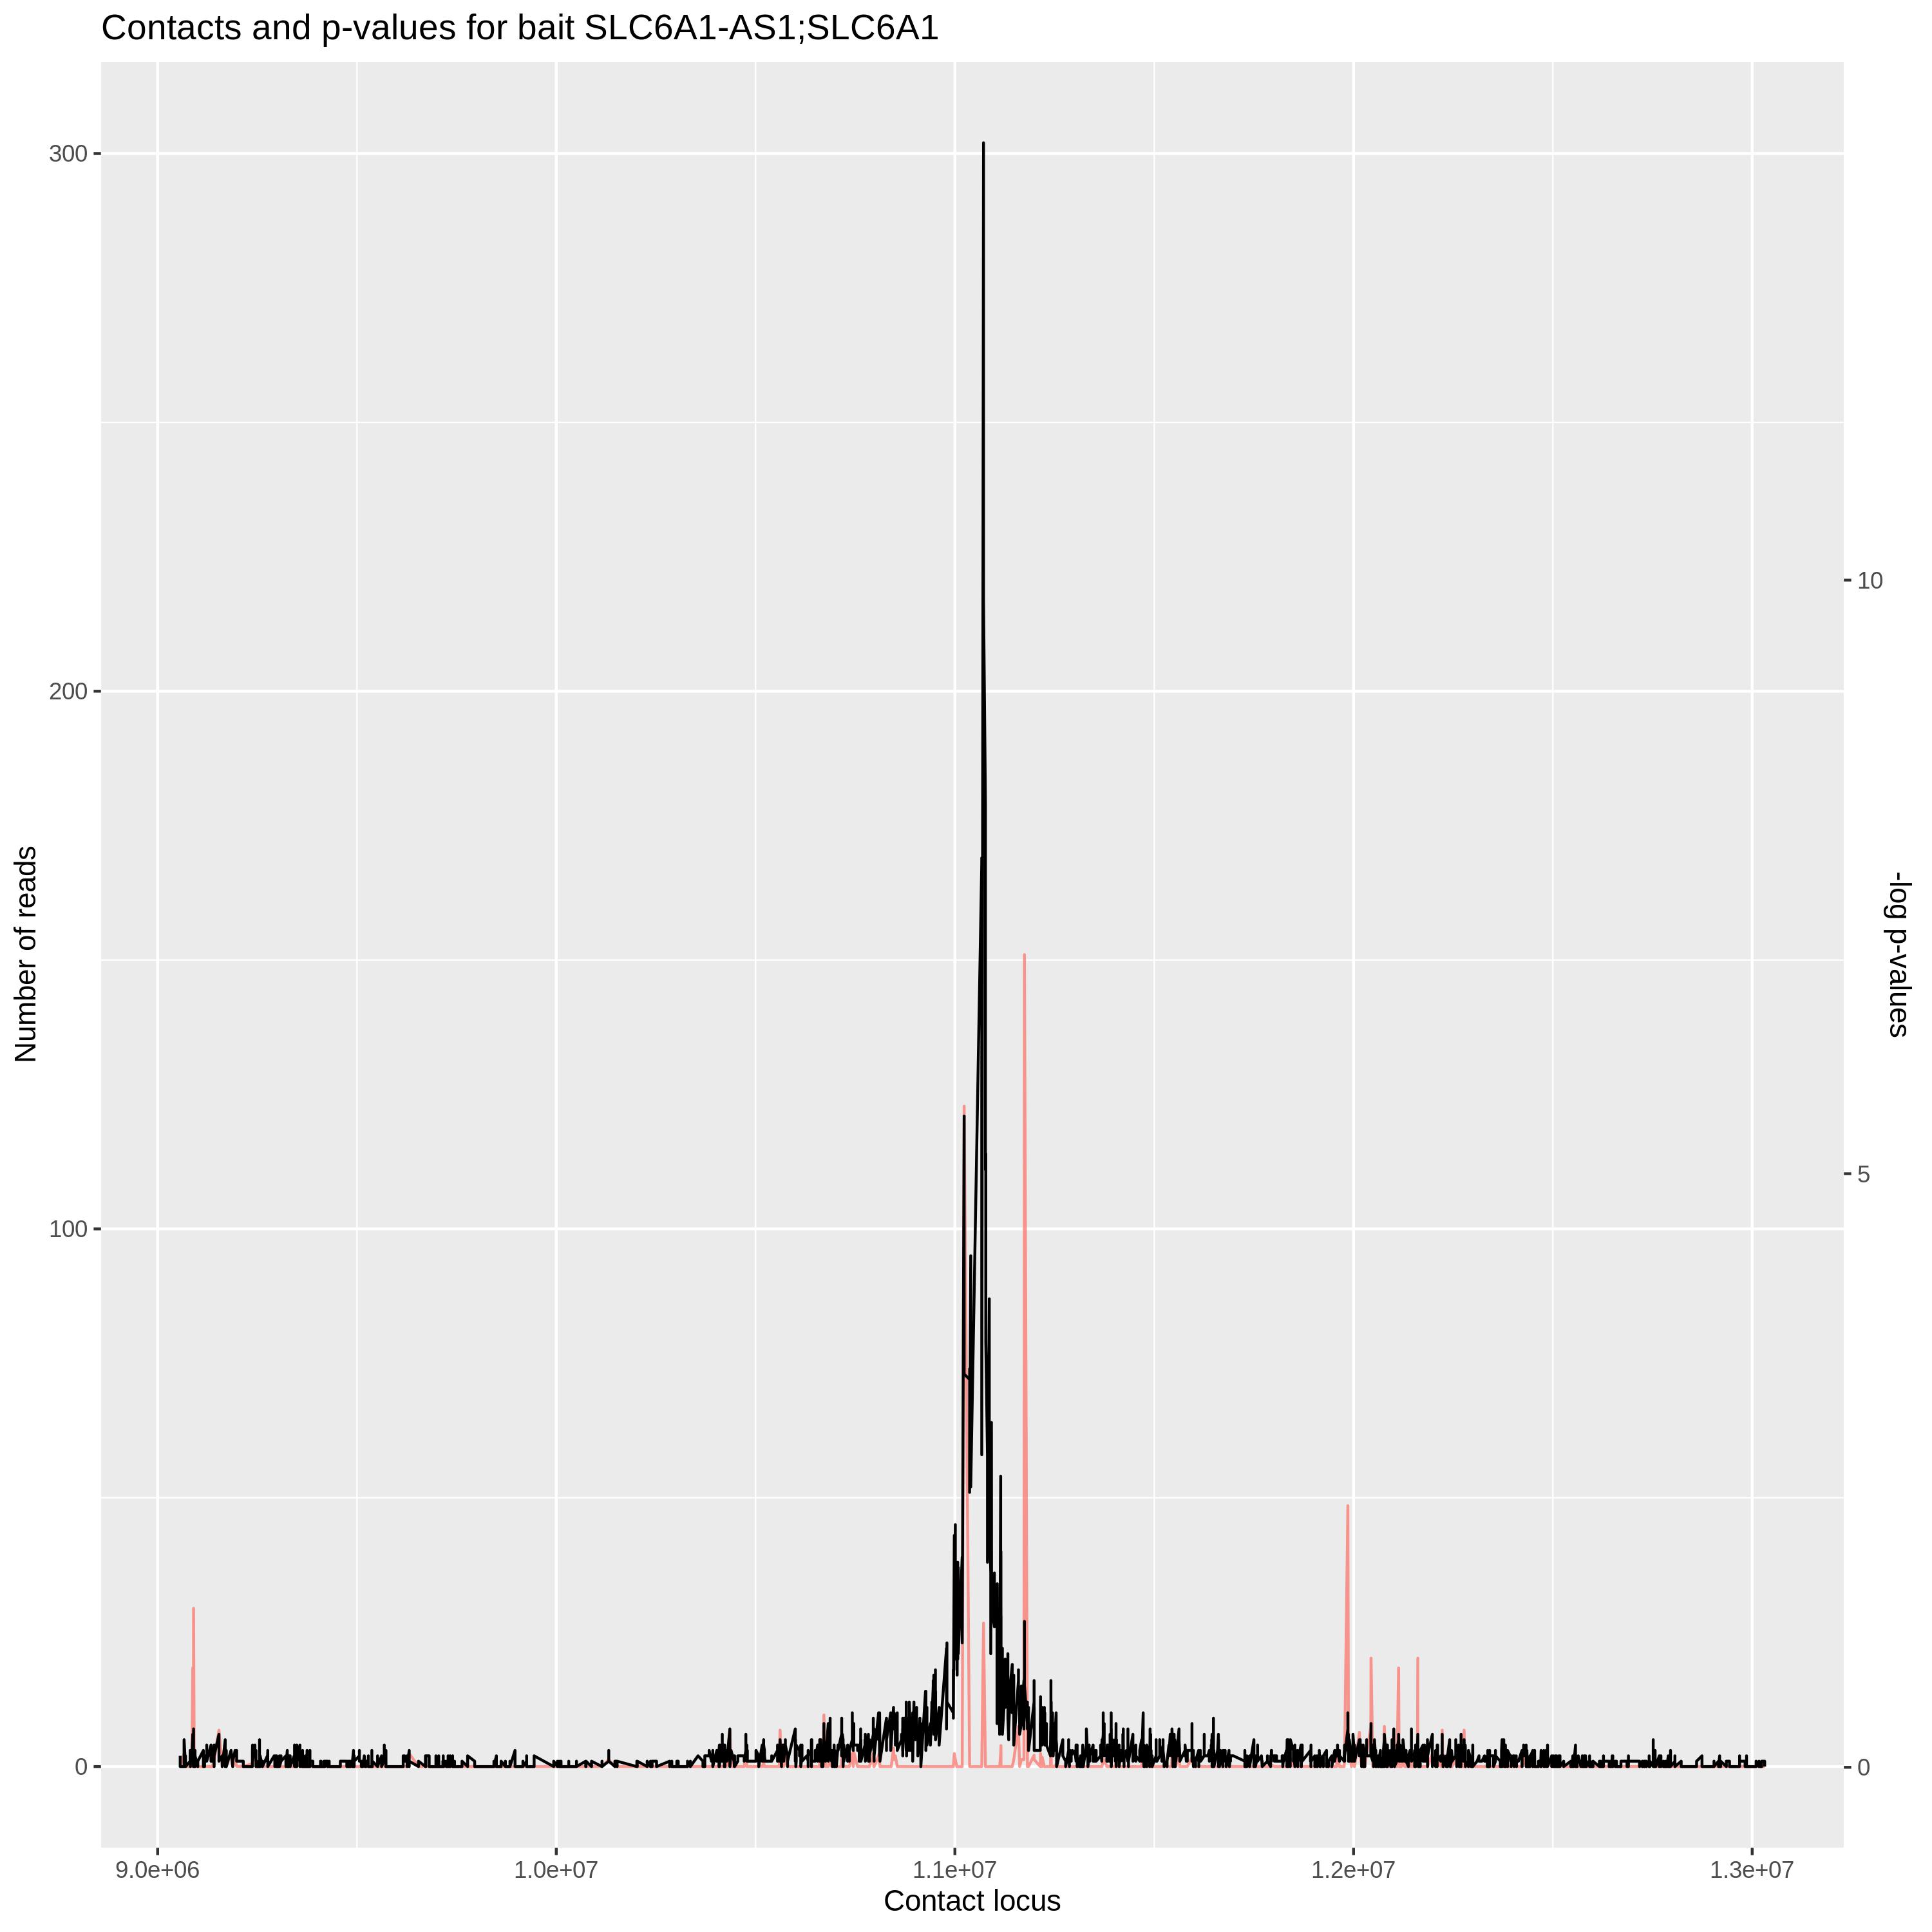 Contacts and p-values for bait SLC6A1-AS1;SLC6A1
300
200
100
0
Number of reads
10
5
0
-log p-values
9.0e+06
1.0e+07
1.1e+07
1.2e+07
1.3e+07
Contact locus